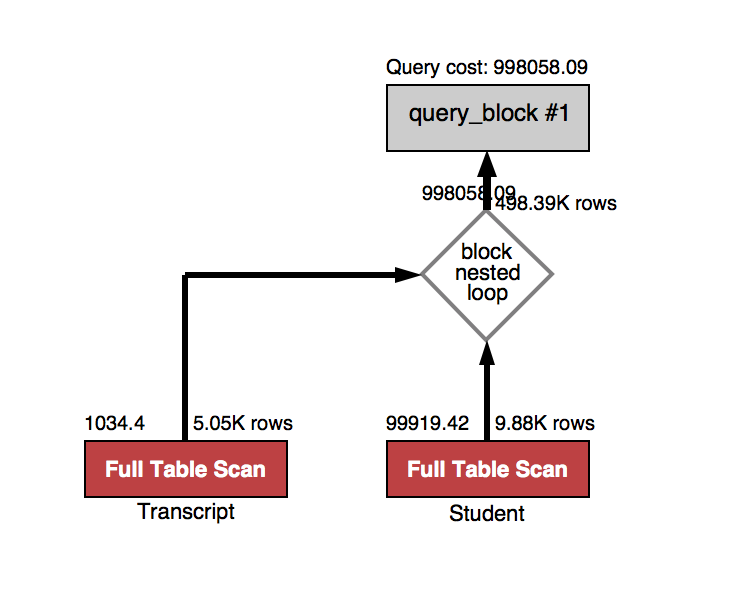 Query cost: 998058.09
query_block #1
998058.09
498.39K rows
block
nested
loop
1034.4
5.05K rows
99919.42
9.88K rows
Full Table Scan
Full Table Scan
Transcript
Student